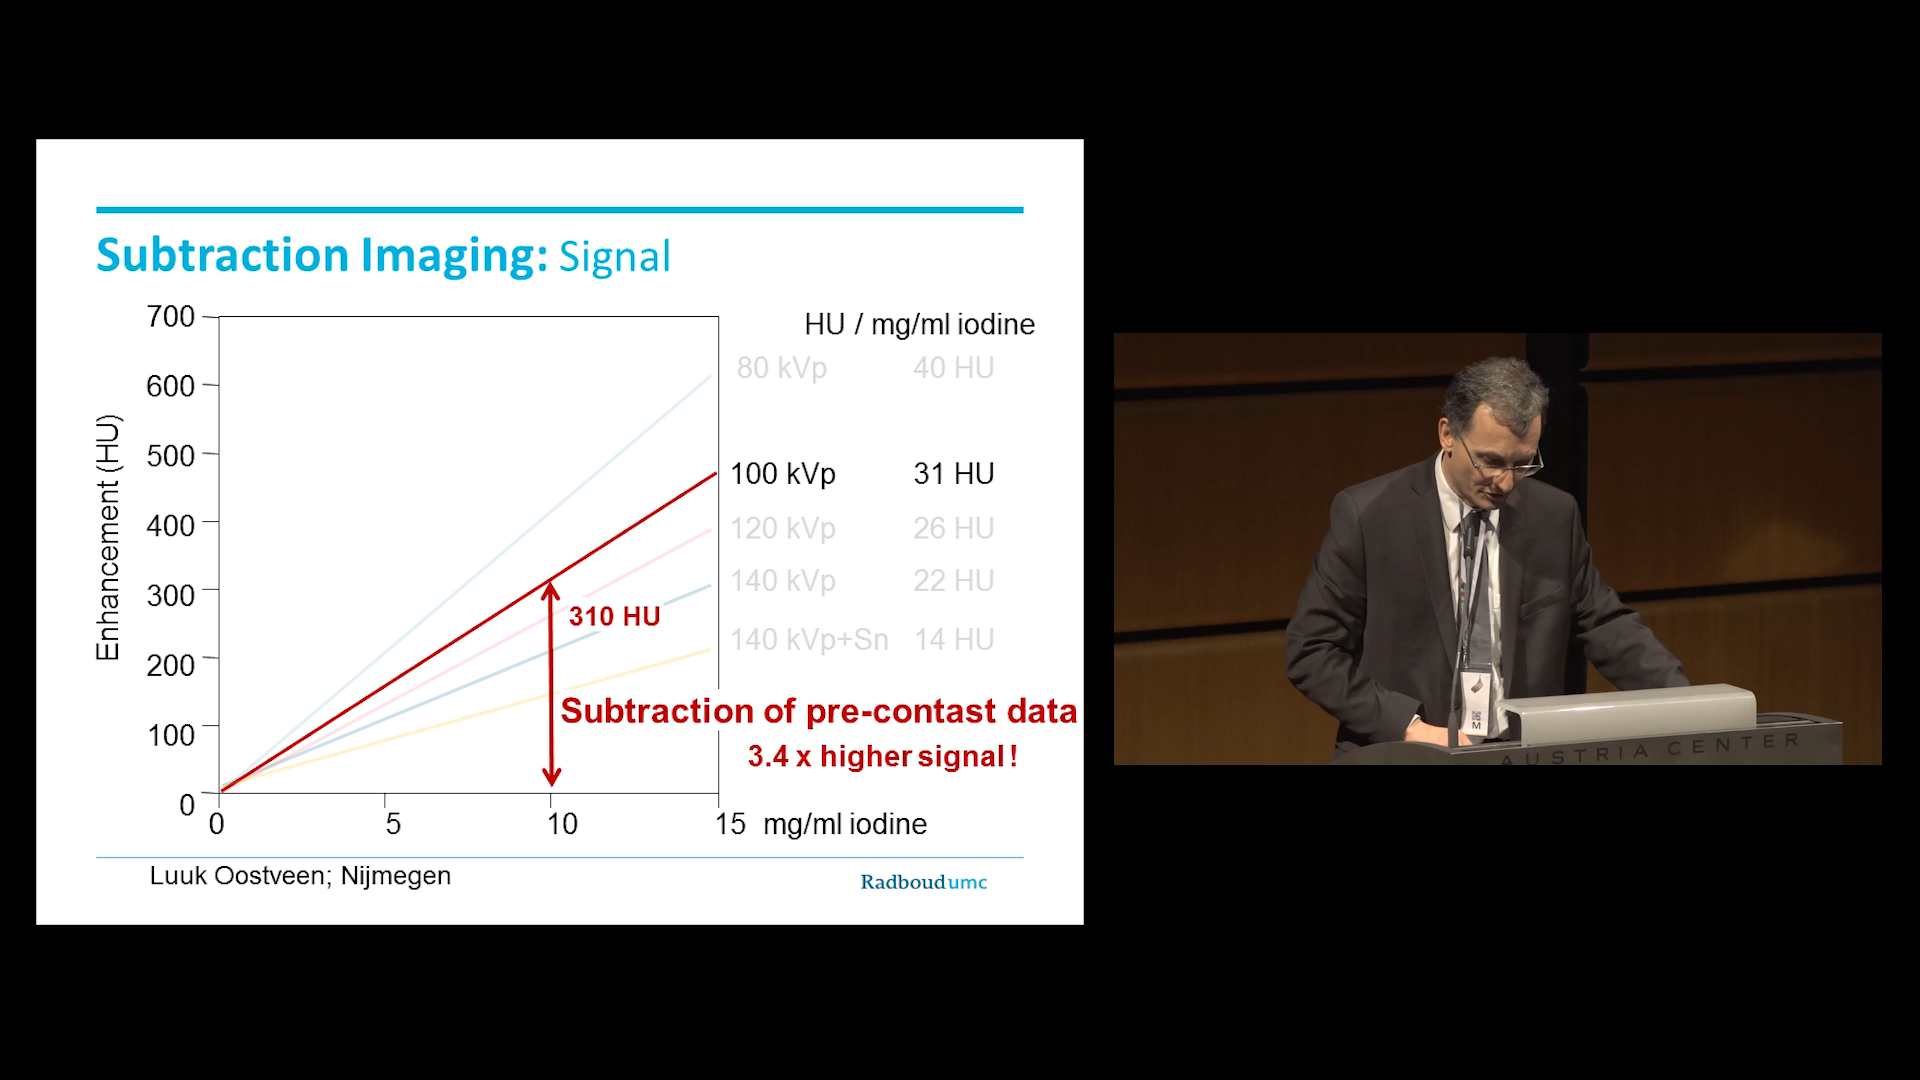 Subtraction Imaging: Signal
Enhancement (HU)
700
600
500
400
300
200
100
0
0 5 10 15 mg/ml iodine
HU / mg/ml iodine
80 kVp 40 HU
100 kVp 31 HU
120 kVp 26 HU
140 kVp 22 HU
140 kVp+Sn 14 HU
310 HU
Subtraction of pre-contast data
3.4 x higher signal!
Luuk Oostveen; Nijmegen
Radboudumc
M
AUSTRIA CENTER